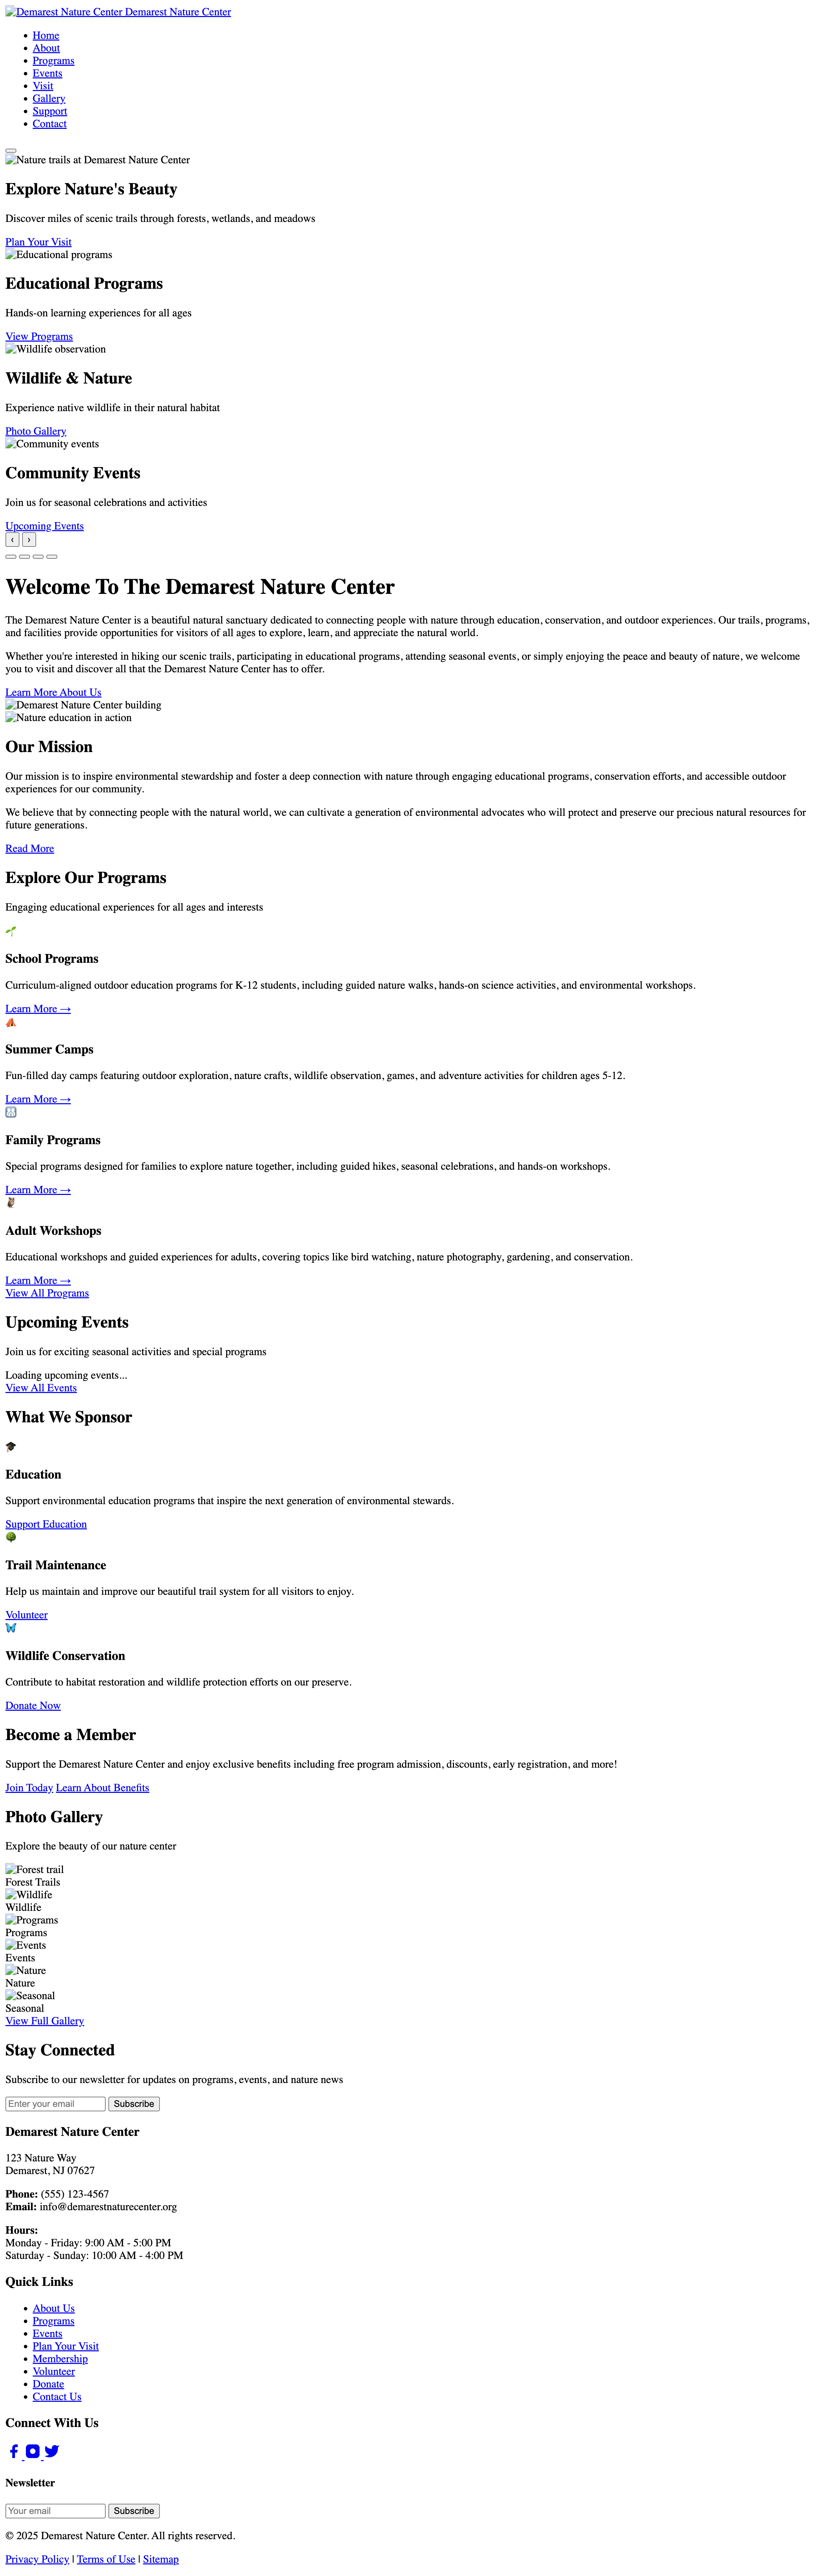 Demarest Nature Center Demarest Nature Center
Home
About
Programs
Events
Visit
Gallery
Support
Contact
Nature trails at Demarest Nature Center
Explore Nature's Beauty
Discover miles of scenic trails through forests, wetlands, and meadows
Plan Your Visit
Educational programs
Educational Programs
Hands-on learning experiences for all ages
View Programs
Wildlife observation
Wildlife & Nature
Experience native wildlife in their natural habitat
Photo Gallery
Community events
Community Events
Join us for seasonal celebrations and activities
Upcoming Events
‹ ›
Welcome To The Demarest Nature Center
The Demarest Nature Center is a beautiful natural sanctuary dedicated to connecting people with nature through education, conservation, and outdoor experiences. Our trails, programs,
and facilities provide opportunities for visitors of all ages to explore, learn, and appreciate the natural world.
Whether you're interested in hiking our scenic trails, participating in educational programs, attending seasonal events, or simply enjoying the peace and beauty of nature, we welcome
you to visit and discover all that the Demarest Nature Center has to offer.
Learn More About Us
Demarest Nature Center building
Nature education in action
Our Mission
Our mission is to inspire environmental stewardship and foster a deep connection with nature through engaging educational programs, conservation efforts, and accessible outdoor
experiences for our community.
We believe that by connecting people with the natural world, we can cultivate a generation of environmental advocates who will protect and preserve our precious natural resources for
future generations.
Read More
Explore Our Programs
Engaging educational experiences for all ages and interests
School Programs
Curriculum-aligned outdoor education programs for K-12 students, including guided nature walks, hands-on science activities, and environmental workshops.
Learn More →
Summer Camps
Fun-filled day camps featuring outdoor exploration, nature crafts, wildlife observation, games, and adventure activities for children ages 5-12.
Learn More →
Family Programs
Special programs designed for families to explore nature together, including guided hikes, seasonal celebrations, and hands-on workshops.
Learn More →
Adult Workshops
Educational workshops and guided experiences for adults, covering topics like bird watching, nature photography, gardening, and conservation.
Learn More →
View All Programs
Upcoming Events
Join us for exciting seasonal activities and special programs
Loading upcoming events...
View All Events
What We Sponsor
Education
Support environmental education programs that inspire the next generation of environmental stewards.
Support Education
Trail Maintenance
Help us maintain and improve our beautiful trail system for all visitors to enjoy.
Volunteer
Wildlife Conservation
Contribute to habitat restoration and wildlife protection efforts on our preserve.
Donate Now
Become a Member
Support the Demarest Nature Center and enjoy exclusive benefits including free program admission, discounts, early registration, and more!
Join Today Learn About Benefits
Photo Gallery
Explore the beauty of our nature center
Forest trail
Forest Trails
Wildlife
Wildlife
Programs
Programs
Events
Events
Nature
Nature
Seasonal
Seasonal
View Full Gallery
Stay Connected
Subscribe to our newsletter for updates on programs, events, and nature news
Enter your email Subscribe
Demarest Nature Center
123 Nature Way
Demarest, NJ 07627
Phone: (555) 123-4567
Email: info@demarestnaturecenter.org
Hours:
Monday - Friday: 9:00 AM - 5:00 PM
Saturday - Sunday: 10:00 AM - 4:00 PM
Quick Links
About Us
Programs
Events
Plan Your Visit
Membership
Volunteer
Donate
Contact Us
Connect With Us
Newsletter
Your email Subscribe
© 2025 Demarest Nature Center. All rights reserved.
Privacy Policy | Terms of Use | Sitemap